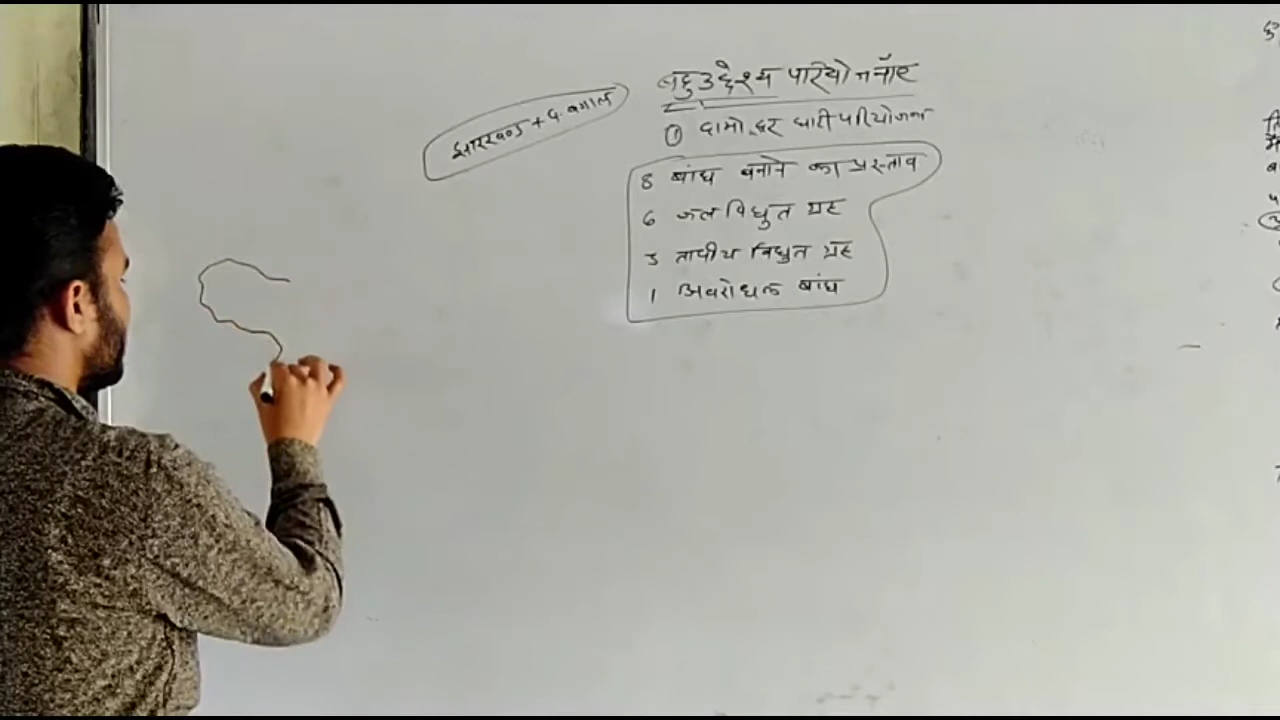 बहुउद्देश्य परियोजनाँए
झारखण्ड + प. बंगाल
① दामोदर घाटी परियोजना
8 बांध बनाने का प्रस्ताव
6 जल विधुत ग्रह
3 तापीय विधुत ग्रह
1 अवरोधक बांध